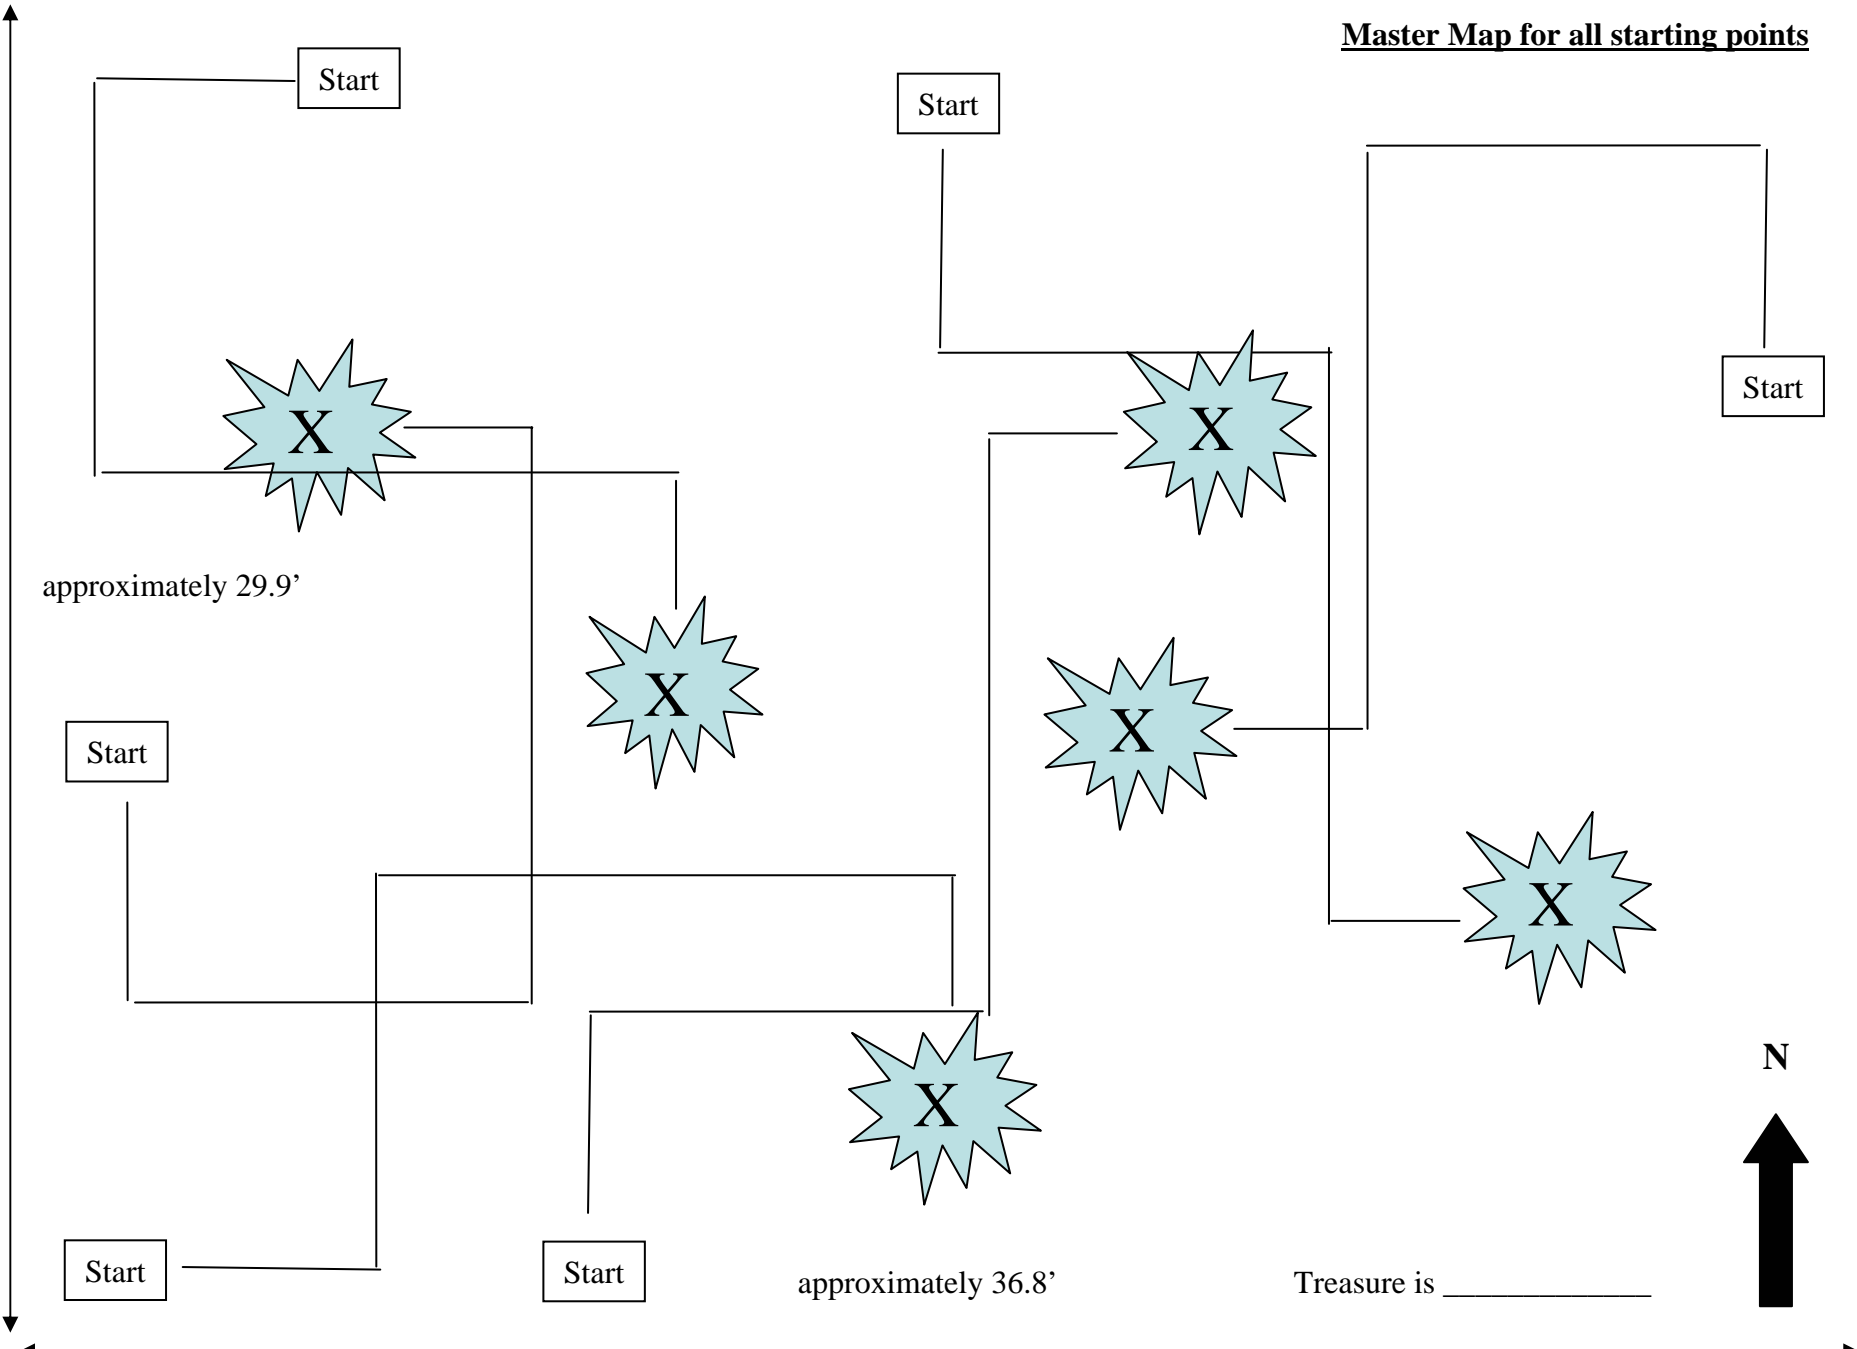 Master Map for all starting points
Start
Start
Start
X
X
approximately 29.9’
X
X
Start
X
X
N
Start
Start
approximately 36.8’
Treasure is _____________